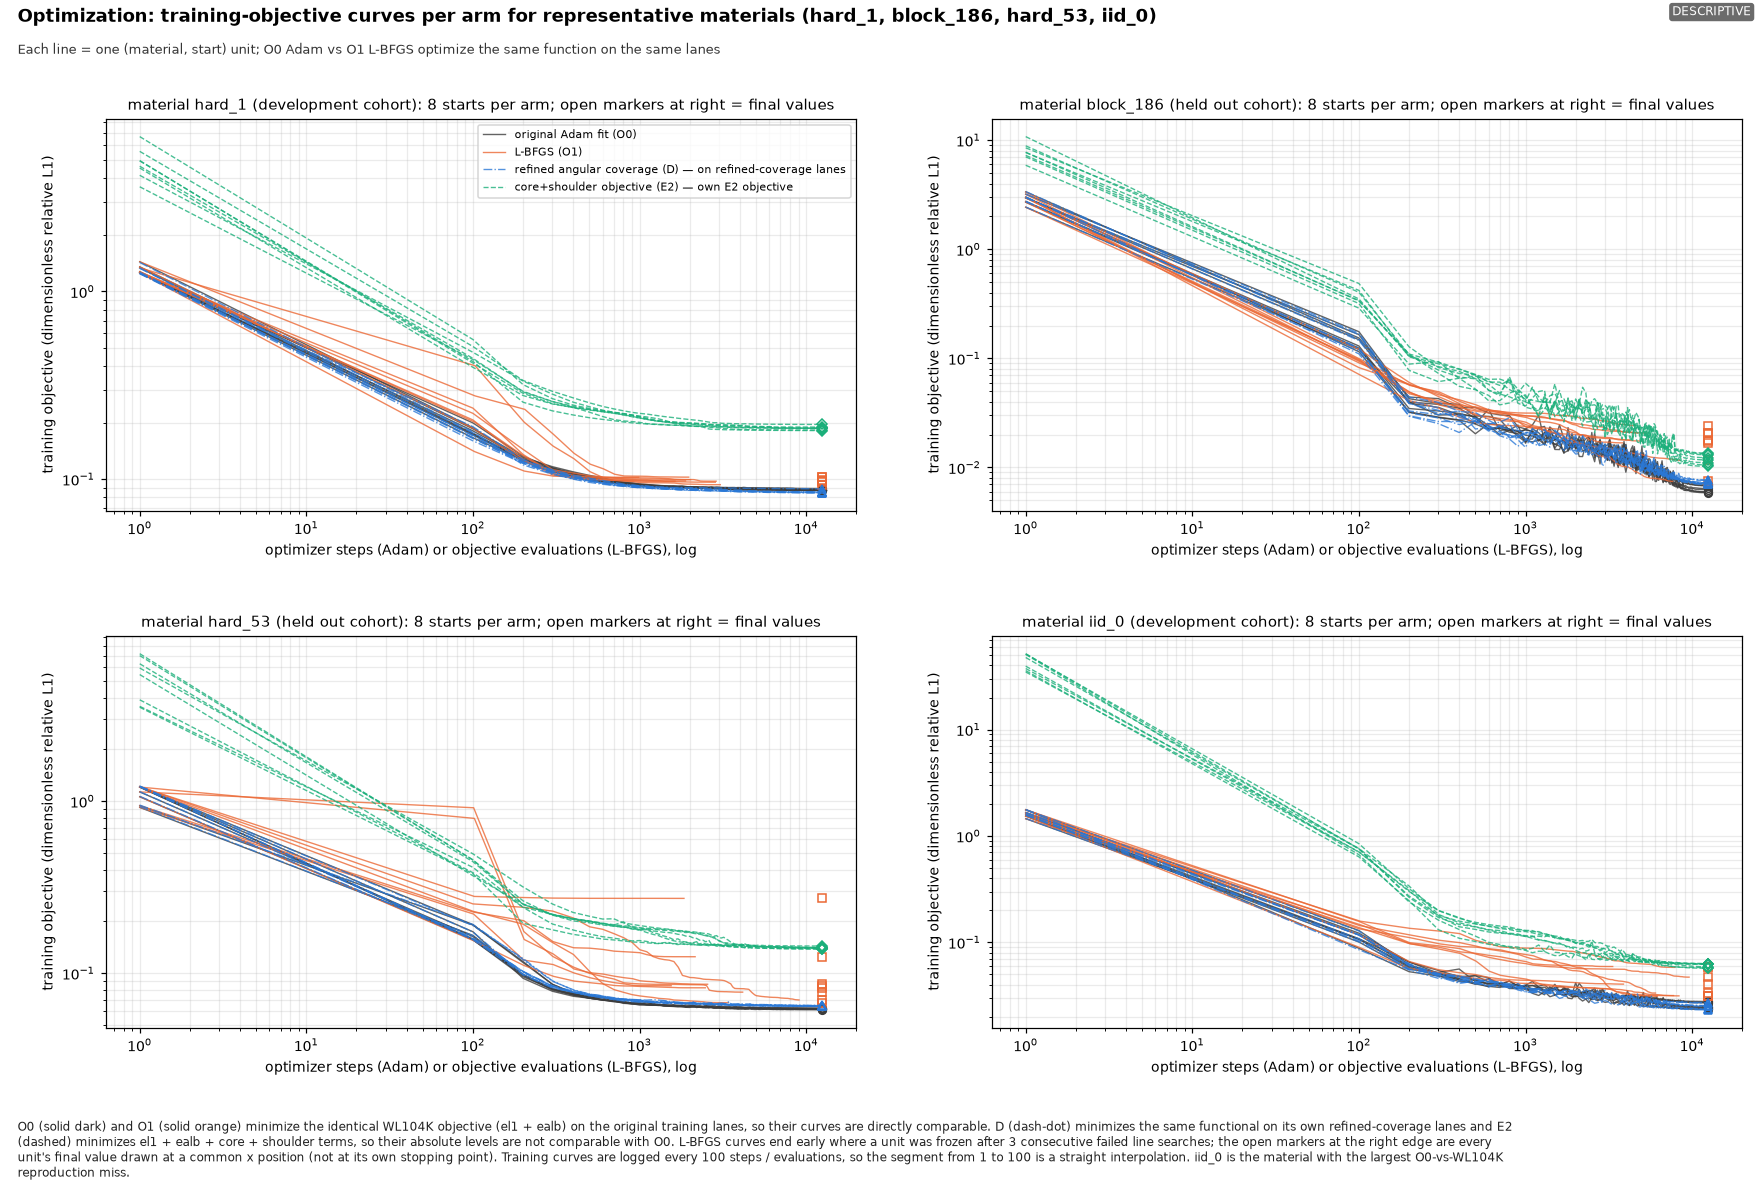 Optimization: training-objective curves per arm for representative materials (hard_1, block_186, hard_53, iid_0)
DESCRIPTIVE
Each line = one (material, start) unit; O0 Adam vs O1 L-BFGS optimize the same function on the same lanes
material hard_1 (development cohort): 8 starts per arm; open markers at right = final values
original Adam fit (O0)
L-BFGS (O1)
refined angular coverage (D) — on refined-coverage lanes
core+shoulder objective (E2) — own E2 objective
training objective (dimensionless relative L1)
10⁰
10⁻¹
10⁰ 10¹ 10² 10³ 10⁴
optimizer steps (Adam) or objective evaluations (L-BFGS), log
material block_186 (held out cohort): 8 starts per arm; open markers at right = final values
training objective (dimensionless relative L1)
10¹
10⁰
10⁻¹
10⁻²
10⁰ 10¹ 10² 10³ 10⁴
optimizer steps (Adam) or objective evaluations (L-BFGS), log
material hard_53 (held out cohort): 8 starts per arm; open markers at right = final values
training objective (dimensionless relative L1)
10⁰
10⁻¹
10⁰ 10¹ 10² 10³ 10⁴
optimizer steps (Adam) or objective evaluations (L-BFGS), log
material iid_0 (development cohort): 8 starts per arm; open markers at right = final values
training objective (dimensionless relative L1)
10¹
10⁰
10⁻¹
10⁰ 10¹ 10² 10³ 10⁴
optimizer steps (Adam) or objective evaluations (L-BFGS), log
O0 (solid dark) and O1 (solid orange) minimize the identical WL104K objective (el1 + ealb) on the original training lanes, so their curves are directly comparable. D (dash-dot) minimizes the same functional on its own refined-coverage lanes and E2
(dashed) minimizes el1 + ealb + core + shoulder terms, so their absolute levels are not comparable with O0. L-BFGS curves end early where a unit was frozen after 3 consecutive failed line searches; the open markers at the right edge are every
unit's final value drawn at a common x position (not at its own stopping point). Training curves are logged every 100 steps / evaluations, so the segment from 1 to 100 is a straight interpolation. iid_0 is the material with the largest O0-vs-WL104K
reproduction miss.